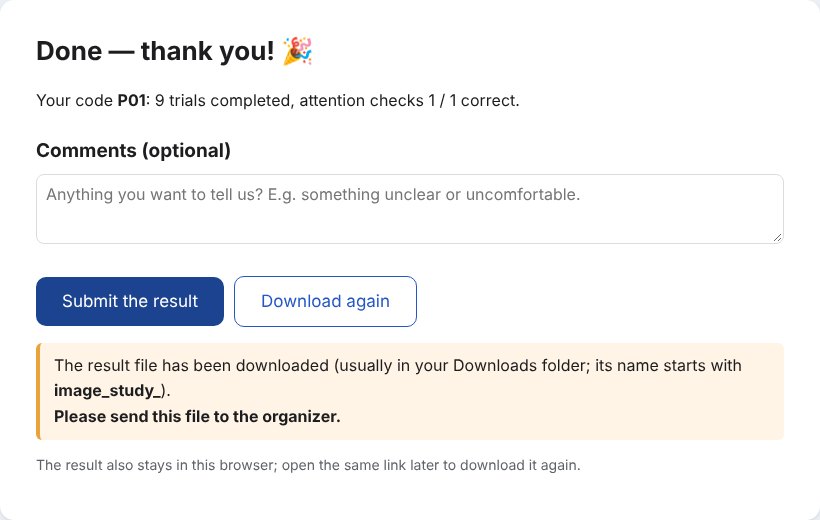 Done — thank you! 🎉
Your code P01: 9 trials completed, attention checks 1 / 1 correct.
Comments (optional)
Anything you want to tell us? E.g. something unclear or uncomfortable.
Submit the result
Download again
The result file has been downloaded (usually in your Downloads folder; its name starts with
image_study_).
Please send this file to the organizer.
The result also stays in this browser; open the same link later to download it again.